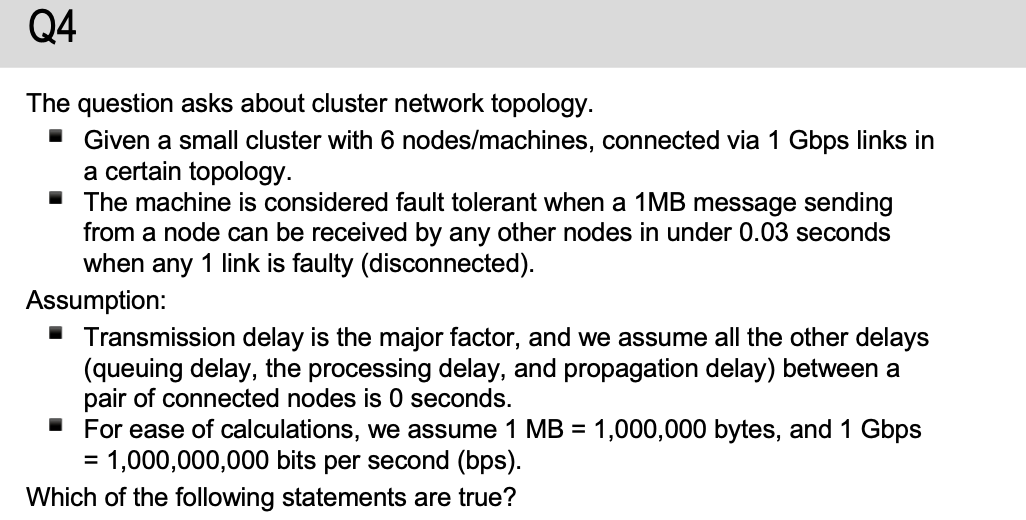 Q4
The question asks about cluster network topology.
Given a small cluster with 6 nodes/machines, connected via 1 Gbps links in
a certain topology.
The machine is considered fault tolerant when a 1MB message sending
from a node can be received by any other nodes in under 0.03 seconds
when any 1 link is faulty (disconnected).
Assumption:
Transmission delay is the major factor, and we assume all the other delays
(queuing delay, the processing delay, and propagation delay) between a
pair of connected nodes is 0 seconds.
For ease of calculations, we assume 1 MB = 1,000,000 bytes, and 1 Gbps
= 1,000,000,000 bits per second (bps).
Which of the following statements are true?